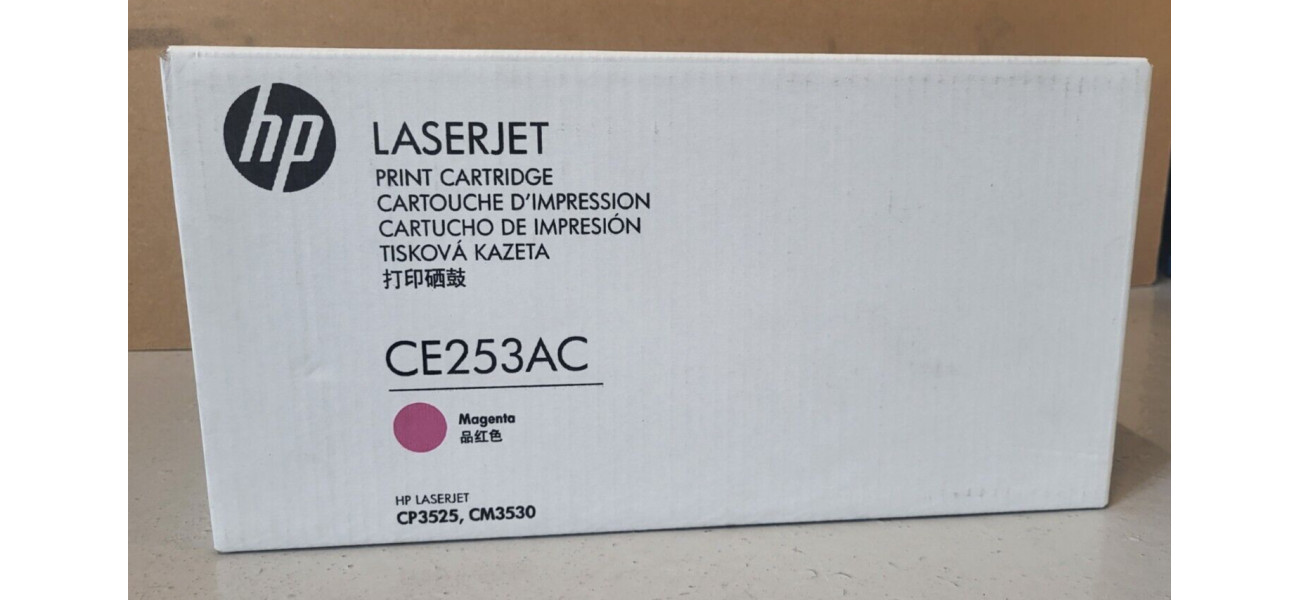 hp
LASERJET
PRINT CARTRIDGE
CARTOUCHE D'IMPRESSION
CARTUCHO DE IMPRESIÓN
TISKOVÁ KAZETA
打印硒鼓
CE253AC
Magenta
品红色
HP LASERJET
CP3525, CM3530